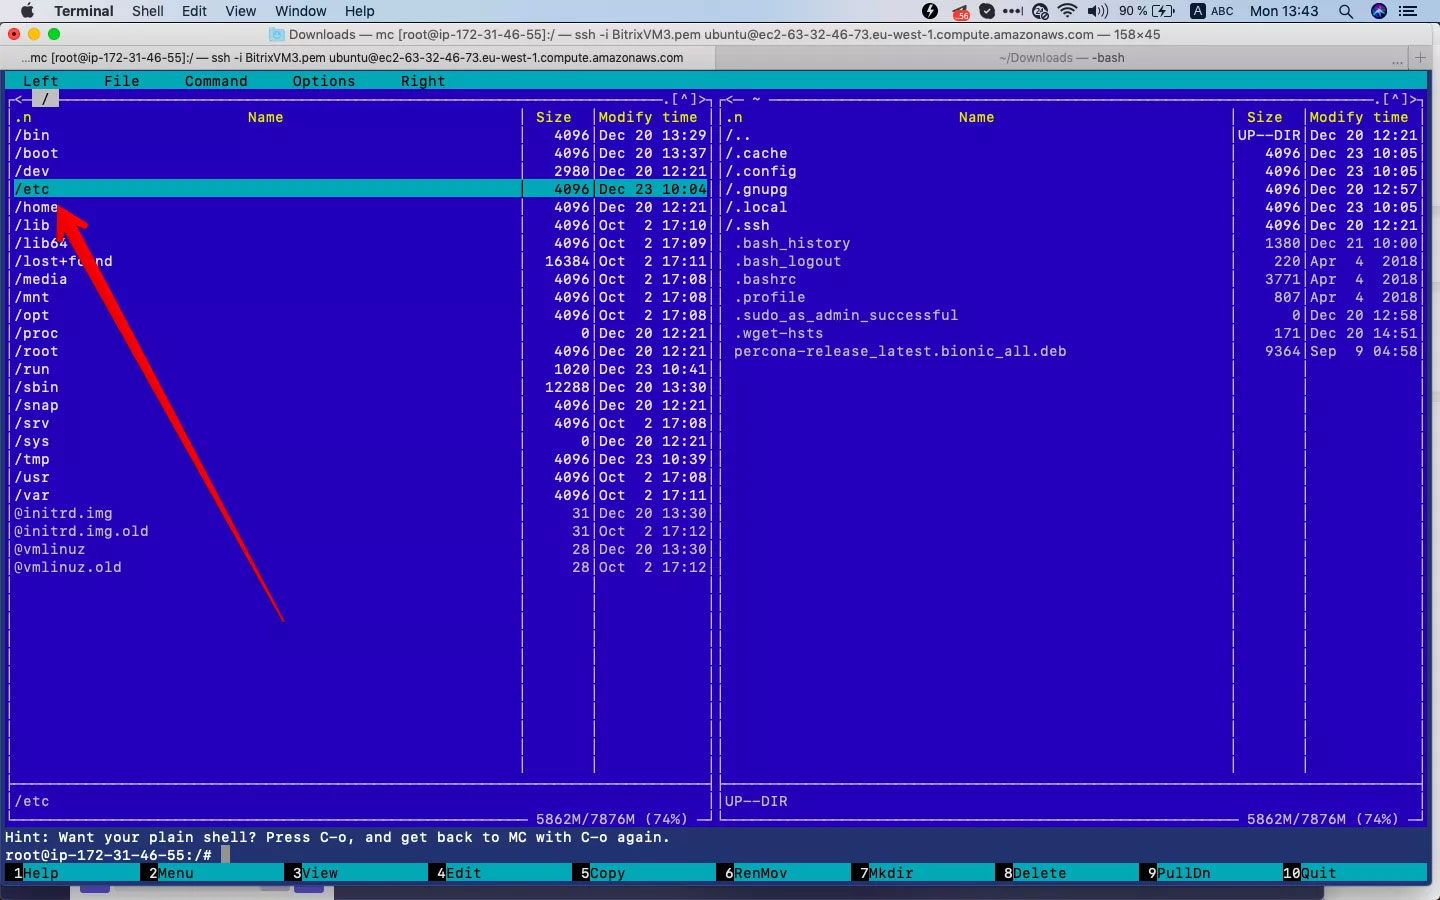 Terminal Shell Edit View Window Help 56 90 % A ABC Mon 13:43
Downloads — mc [root@ip-172-31-46-55]:/ — ssh -i BitrixVM3.pem ubuntu@ec2-63-32-46-73.eu-west-1.compute.amazonaws.com — 158×45
...mc [root@ip-172-31-46-55]:/ — ssh -i BitrixVM3.pem ubuntu@ec2-63-32-46-73.eu-west-1.compute.amazonaws.com ~/Downloads — -bash ... +
Left File Command Options Right
<— / .[^]> <— ~ .[^]>
.n Name Size Modify time .n Name Size Modify time
/bin 4096 Dec 20 13:29 /.. UP--DIR Dec 20 12:21
/boot 4096 Dec 20 13:37 /.cache 4096 Dec 23 10:05
/dev 2980 Dec 20 12:21 /.config 4096 Dec 23 10:05
/etc 4096 Dec 23 10:04 /.gnupg 4096 Dec 20 12:57
/home 4096 Dec 20 12:21 /.local 4096 Dec 23 10:05
/lib 4096 Oct 2 17:10 /.ssh 4096 Dec 20 12:21
/lib64 4096 Oct 2 17:09 .bash_history 1380 Dec 21 10:00
/lost+found 16384 Oct 2 17:11 .bash_logout 220 Apr 4 2018
/media 4096 Oct 2 17:08 .bashrc 3771 Apr 4 2018
/mnt 4096 Oct 2 17:08 .profile 807 Apr 4 2018
/opt 4096 Oct 2 17:08 .sudo_as_admin_successful 0 Dec 20 12:58
/proc 0 Dec 20 12:21 .wget-hsts 171 Dec 20 14:51
/root 4096 Dec 20 12:21 percona-release_latest.bionic_all.deb 9364 Sep 9 04:58
/run 1020 Dec 23 10:41
/sbin 12288 Dec 20 13:30
/snap 4096 Dec 20 12:21
/srv 4096 Oct 2 17:08
/sys 0 Dec 20 12:21
/tmp 4096 Dec 23 10:39
/usr 4096 Oct 2 17:08
/var 4096 Oct 2 17:11
@initrd.img 31 Dec 20 13:30
@initrd.img.old 31 Oct 2 17:12
@vmlinuz 28 Dec 20 13:30
@vmlinuz.old 28 Oct 2 17:12
/etc UP--DIR
5862M/7876M (74%) 5862M/7876M (74%)
Hint: Want your plain shell? Press C-o, and get back to MC with C-o again.
root@ip-172-31-46-55:/#
1Help 2Menu 3View 4Edit 5Copy 6RenMov 7Mkdir 8Delete 9PullDn 10Quit